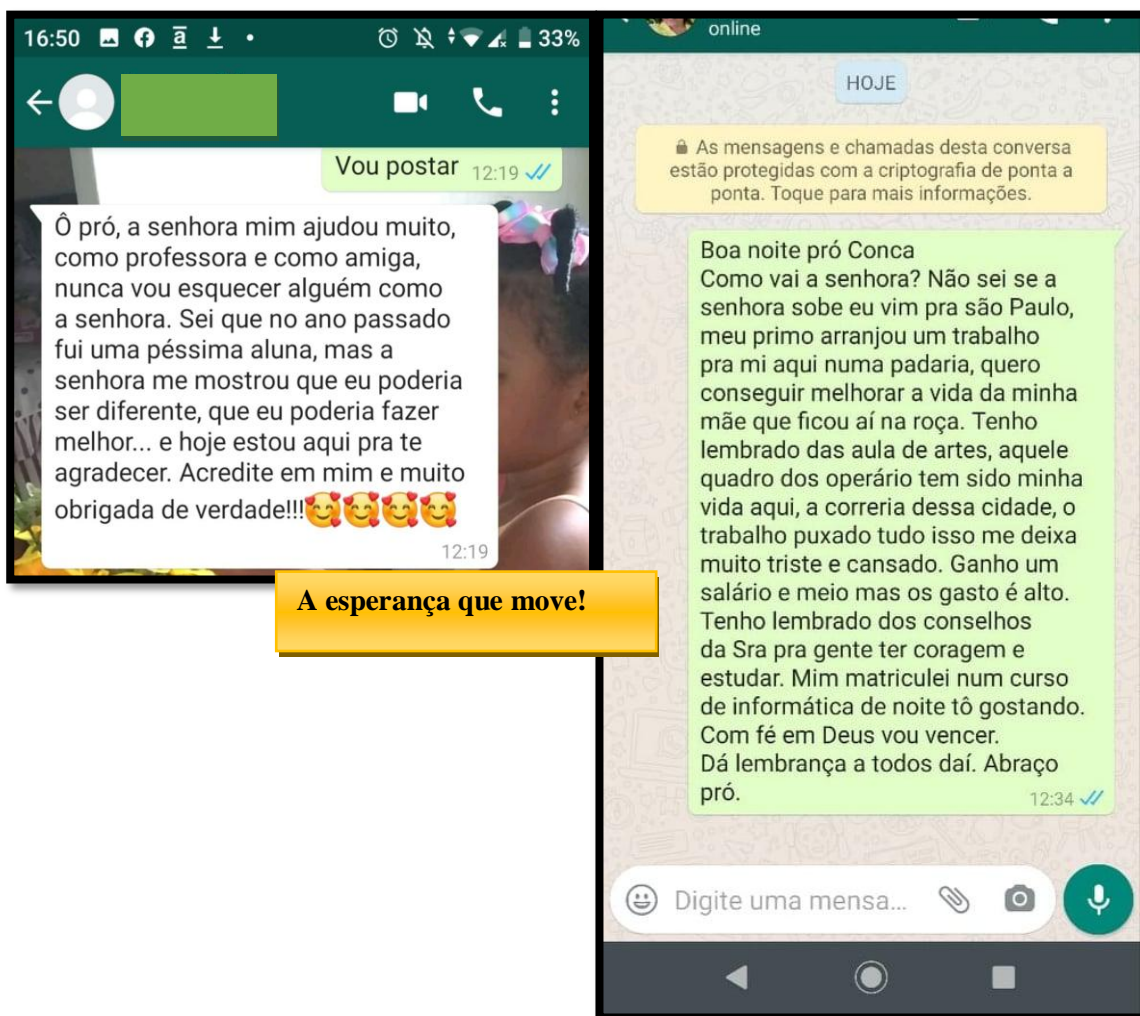 16:50 a 33%
Vou postar 12:19
Ô pró, a senhora mim ajudou muito,
como professora e como amiga,
nunca vou esquecer alguém como
a senhora. Sei que no ano passado
fui uma péssima aluna, mas a
senhora me mostrou que eu poderia
ser diferente, que eu poderia fazer
melhor... e hoje estou aqui pra te
agradecer. Acredite em mim e muito
obrigada de verdade!!!🥰🥰🥰🥰
12:19
A esperança que move!
online
HOJE
As mensagens e chamadas desta conversa
estão protegidas com a criptografia de ponta a
ponta. Toque para mais informações.
Boa noite pró Conca
Como vai a senhora? Não sei se a
senhora sobe eu vim pra são Paulo,
meu primo arranjou um trabalho
pra mi aqui numa padaria, quero
conseguir melhorar a vida da minha
mãe que ficou aí na roça. Tenho
lembrado das aula de artes, aquele
quadro dos operário tem sido minha
vida aqui, a correria dessa cidade, o
trabalho puxado tudo isso me deixa
muito triste e cansado. Ganho um
salário e meio mas os gasto é alto.
Tenho lembrado dos conselhos
da Sra pra gente ter coragem e
estudar. Mim matriculei num curso
de informática de noite tô gostando.
Com fé em Deus vou vencer.
Dá lembrança a todos daí. Abraço
pró. 12:34
Digite uma mensa...